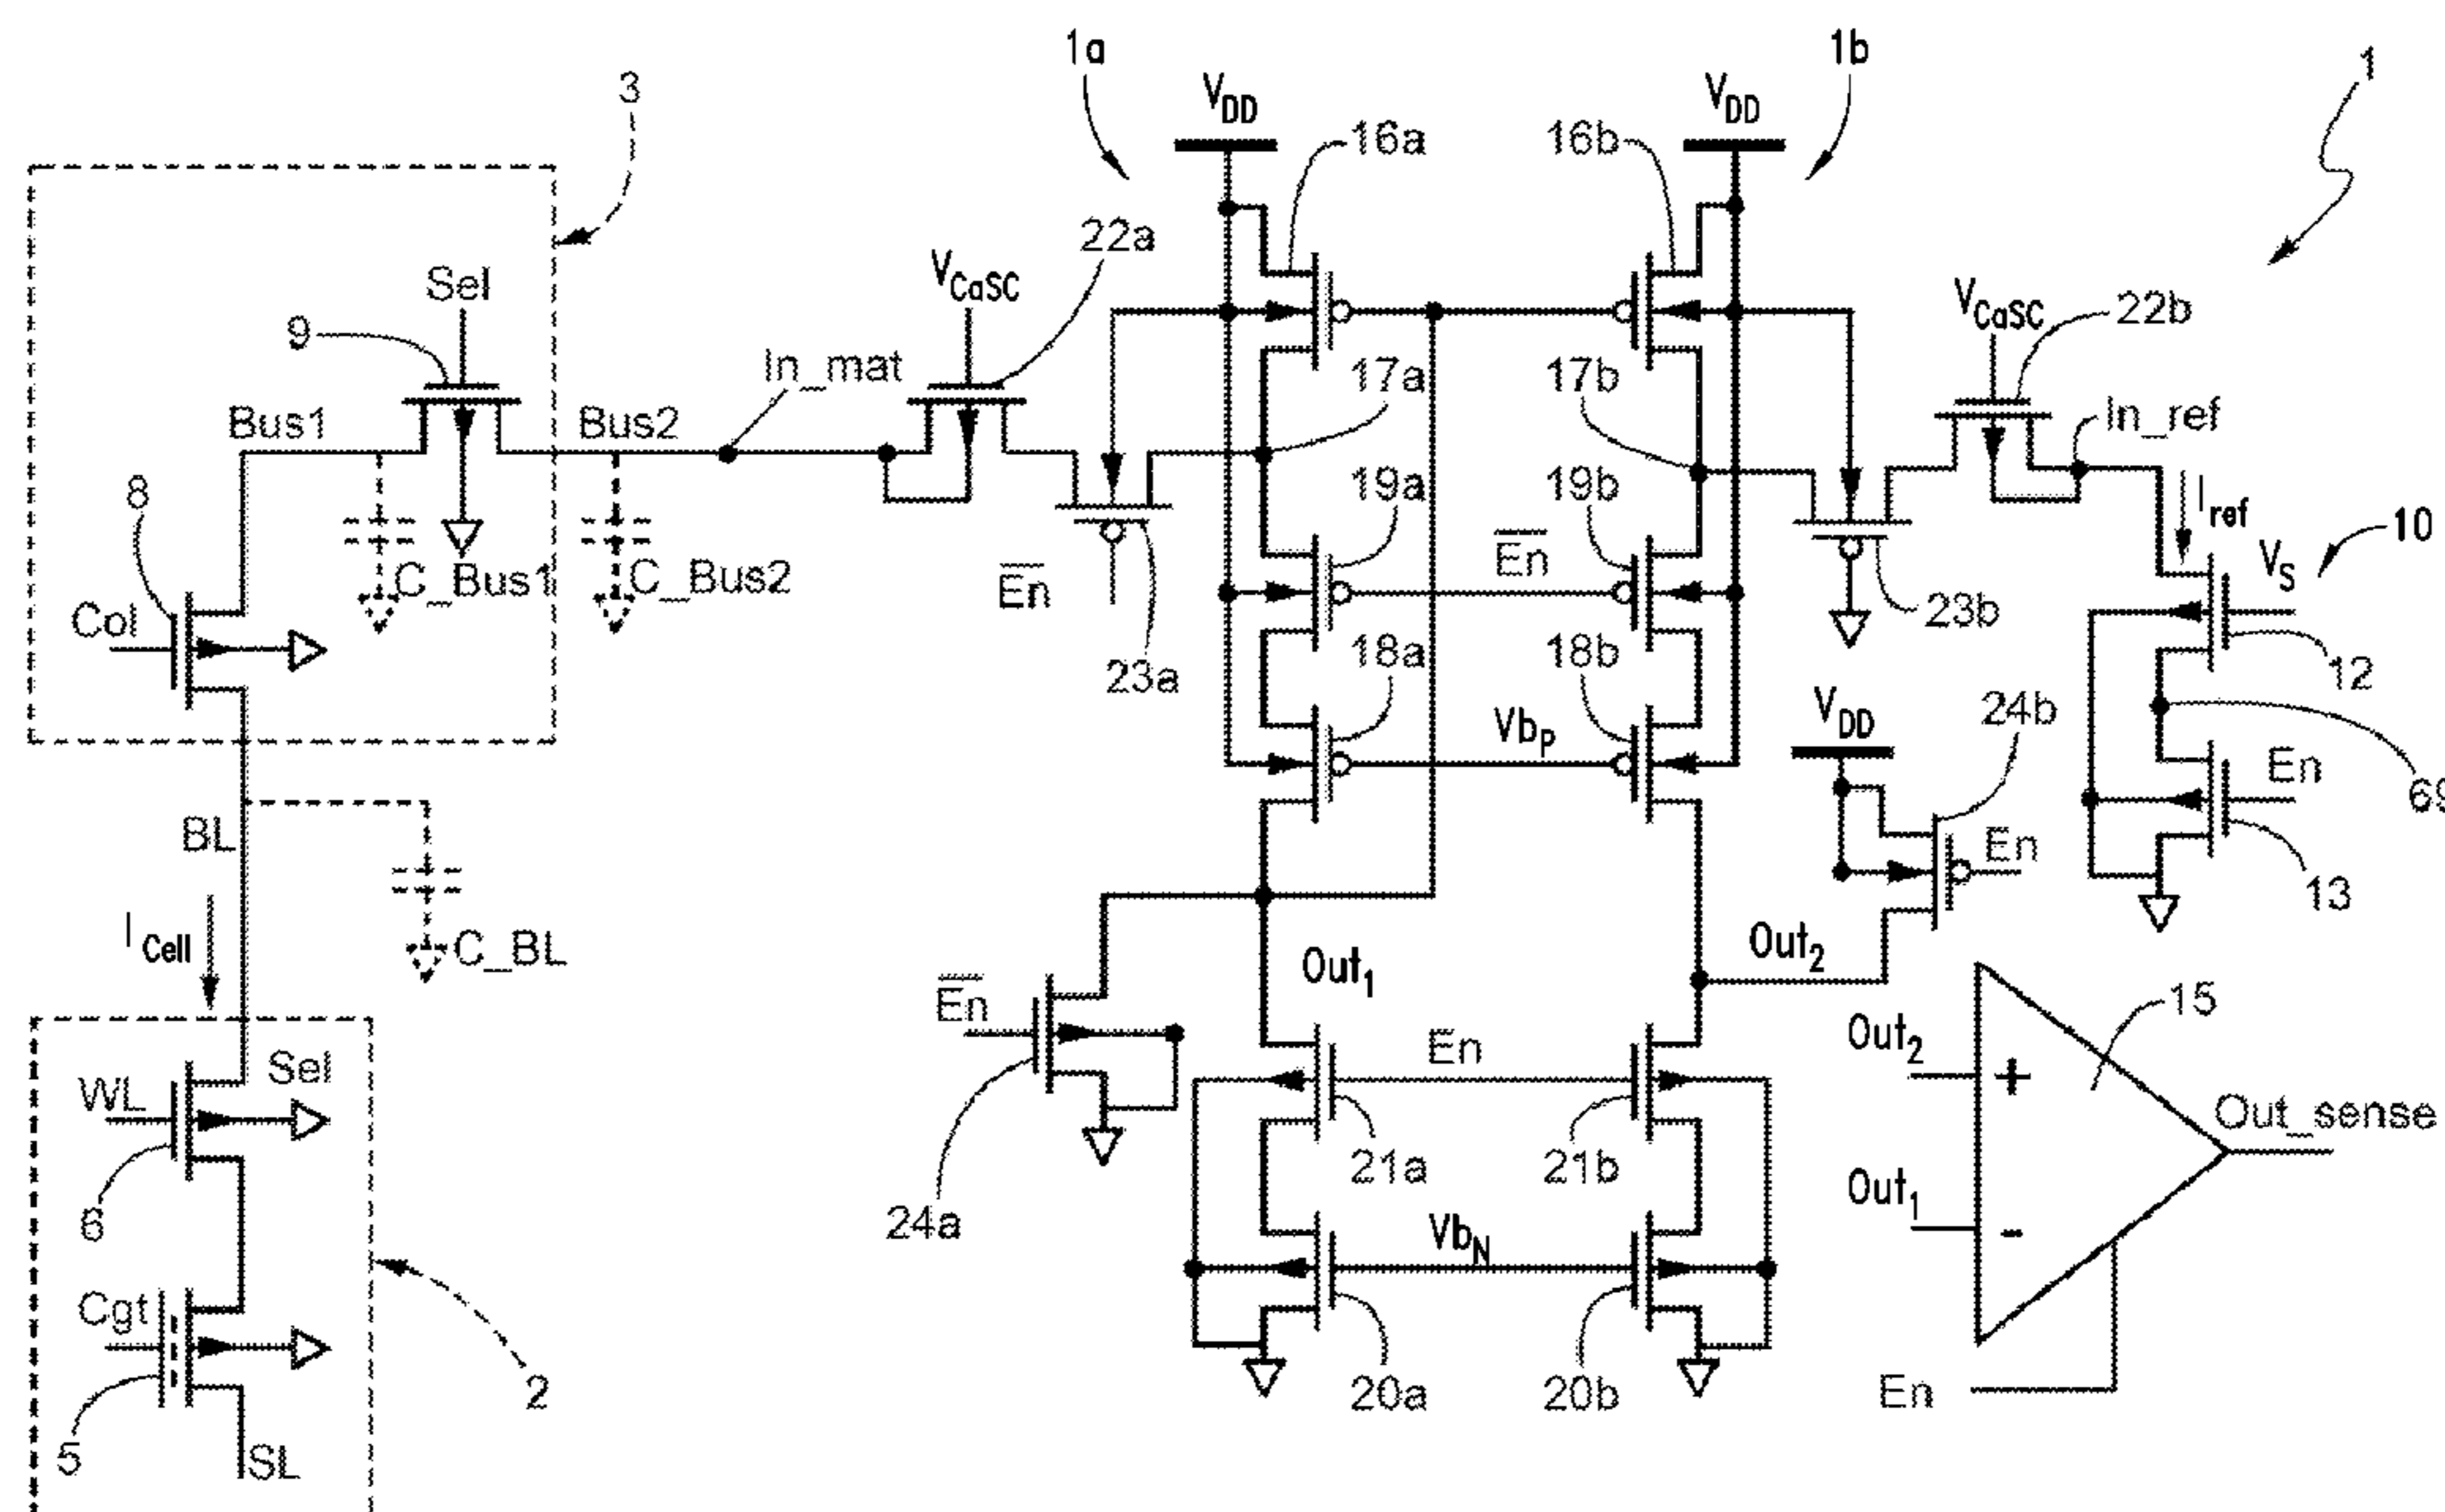 1a
1b
1
3
V_DD
V_DD
16a
16b
22a
Sel
V_CaSC
V_CaSC
22b
9
In_mat
17a
17b
In_ref
Bus1
Bus2
8
19a
19b
I_ref
10
E̅n̅
V_S
C_Bus1
C_Bus2
E̅n̅
Col
23b
18a
18b
23a
12
V_DD
24b
Vb_P
En
69
BL
En
13
I_Cell
C_BL
Out_1
Out_2
E̅n̅
15
Out_2
+
WL
Sel
En
Out_sense
21a
21b
Out_1
6
24a
Vb_N
-
Cgt
2
20a
20b
En
5
SL